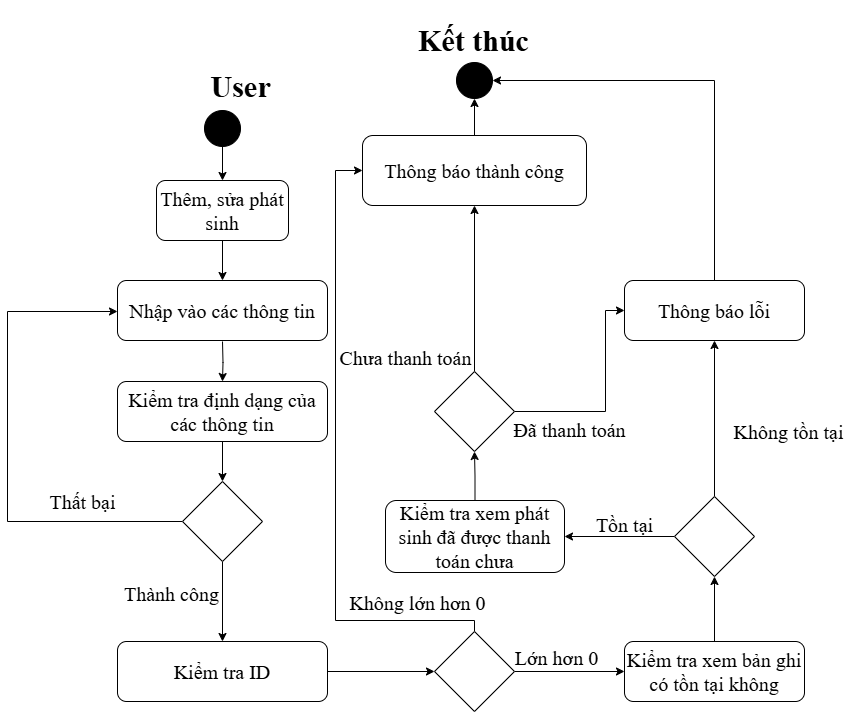 Kết thúc
User
Thông báo thành công
Thêm, sửa phát
sinh
Nhập vào các thông tin
Thông báo lỗi
Chưa thanh toán
Kiểm tra định dạng của
các thông tin
Đã thanh toán
Không tồn tại
Thất bại
Kiểm tra xem phát
sinh đã được thanh
toán chưa
Tồn tại
Thành công
Không lớn hơn 0
Kiểm tra ID
Lớn hơn 0
Kiểm tra xem bản ghi
có tồn tại không